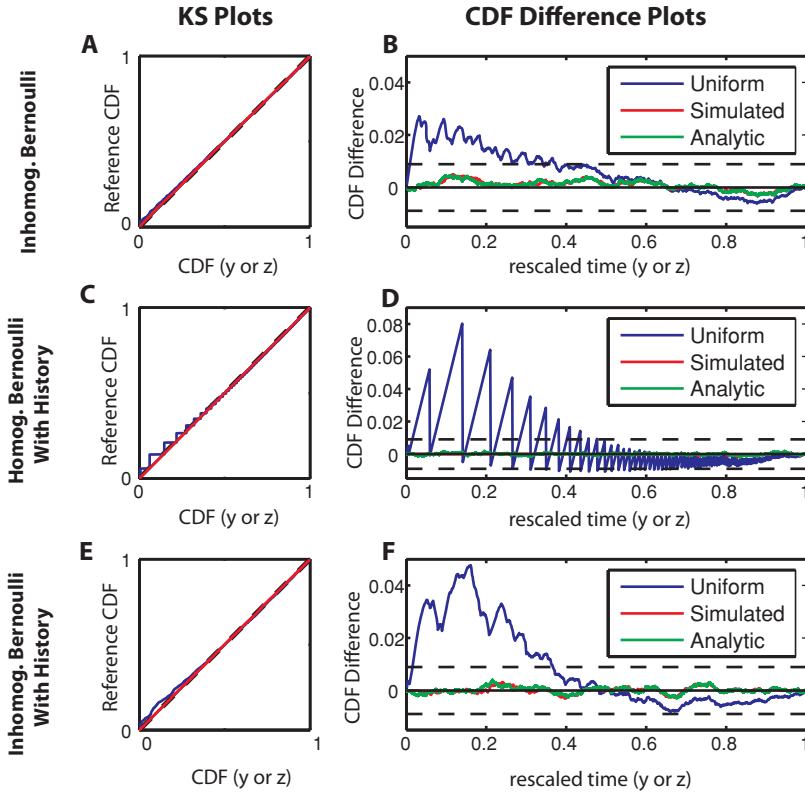 KS Plots
CDF Difference Plots
Inhomog. Bernoulli
A
1
Reference CDF
0
0
1
CDF (y or z)
B
0.04
0.02
0
CDF Difference
Uniform
Simulated
Analytic
0
0.2
0.4
0.6
0.8
1
rescaled time (y or z)
Homog. Bernoulli
With History
C
1
Reference CDF
0
0
1
CDF (y or z)
D
0.08
0.06
0.04
0.02
0
CDF Difference
Uniform
Simulated
Analytic
0
0.2
0.4
0.6
0.8
1
rescaled time (y or z)
Inhomog. Bernoulli
With History
E
1
Reference CDF
0
0
1
CDF (y or z)
F
0.04
0.02
0
CDF Difference
Uniform
Simulated
Analytic
0
0.2
0.4
0.6
0.8
1
rescaled time (y or z)